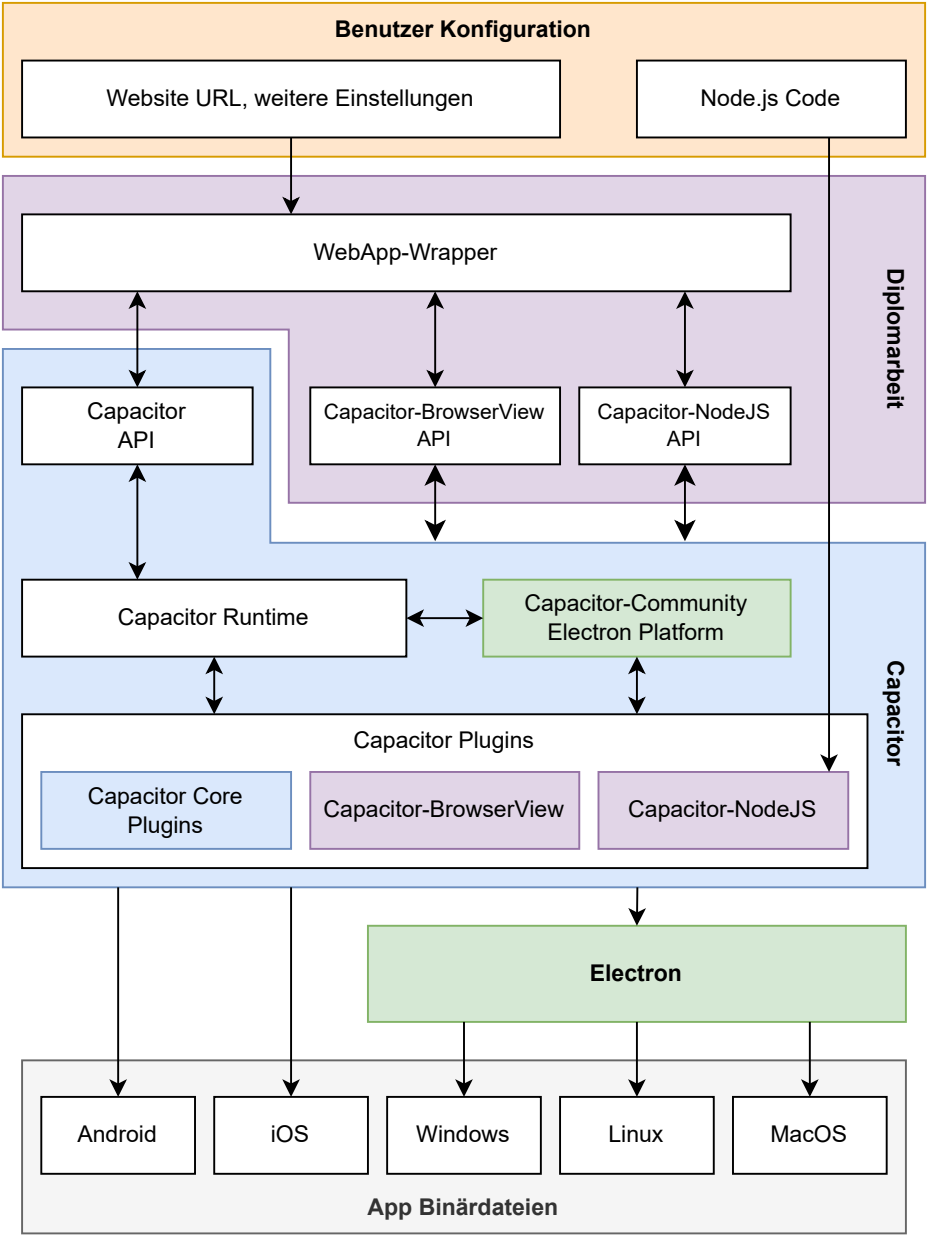 Benutzer Konfiguration
Website URL, weitere Einstellungen
Node.js Code
WebApp-Wrapper
Diplomarbeit
Capacitor
API
Capacitor-BrowserView
API
Capacitor-NodeJS
API
Capacitor Runtime
Capacitor-Community
Electron Platform
Capacitor
Capacitor Plugins
Capacitor Core
Plugins
Capacitor-BrowserView
Capacitor-NodeJS
Electron
Android
iOS
Windows
Linux
MacOS
App Binärdateien